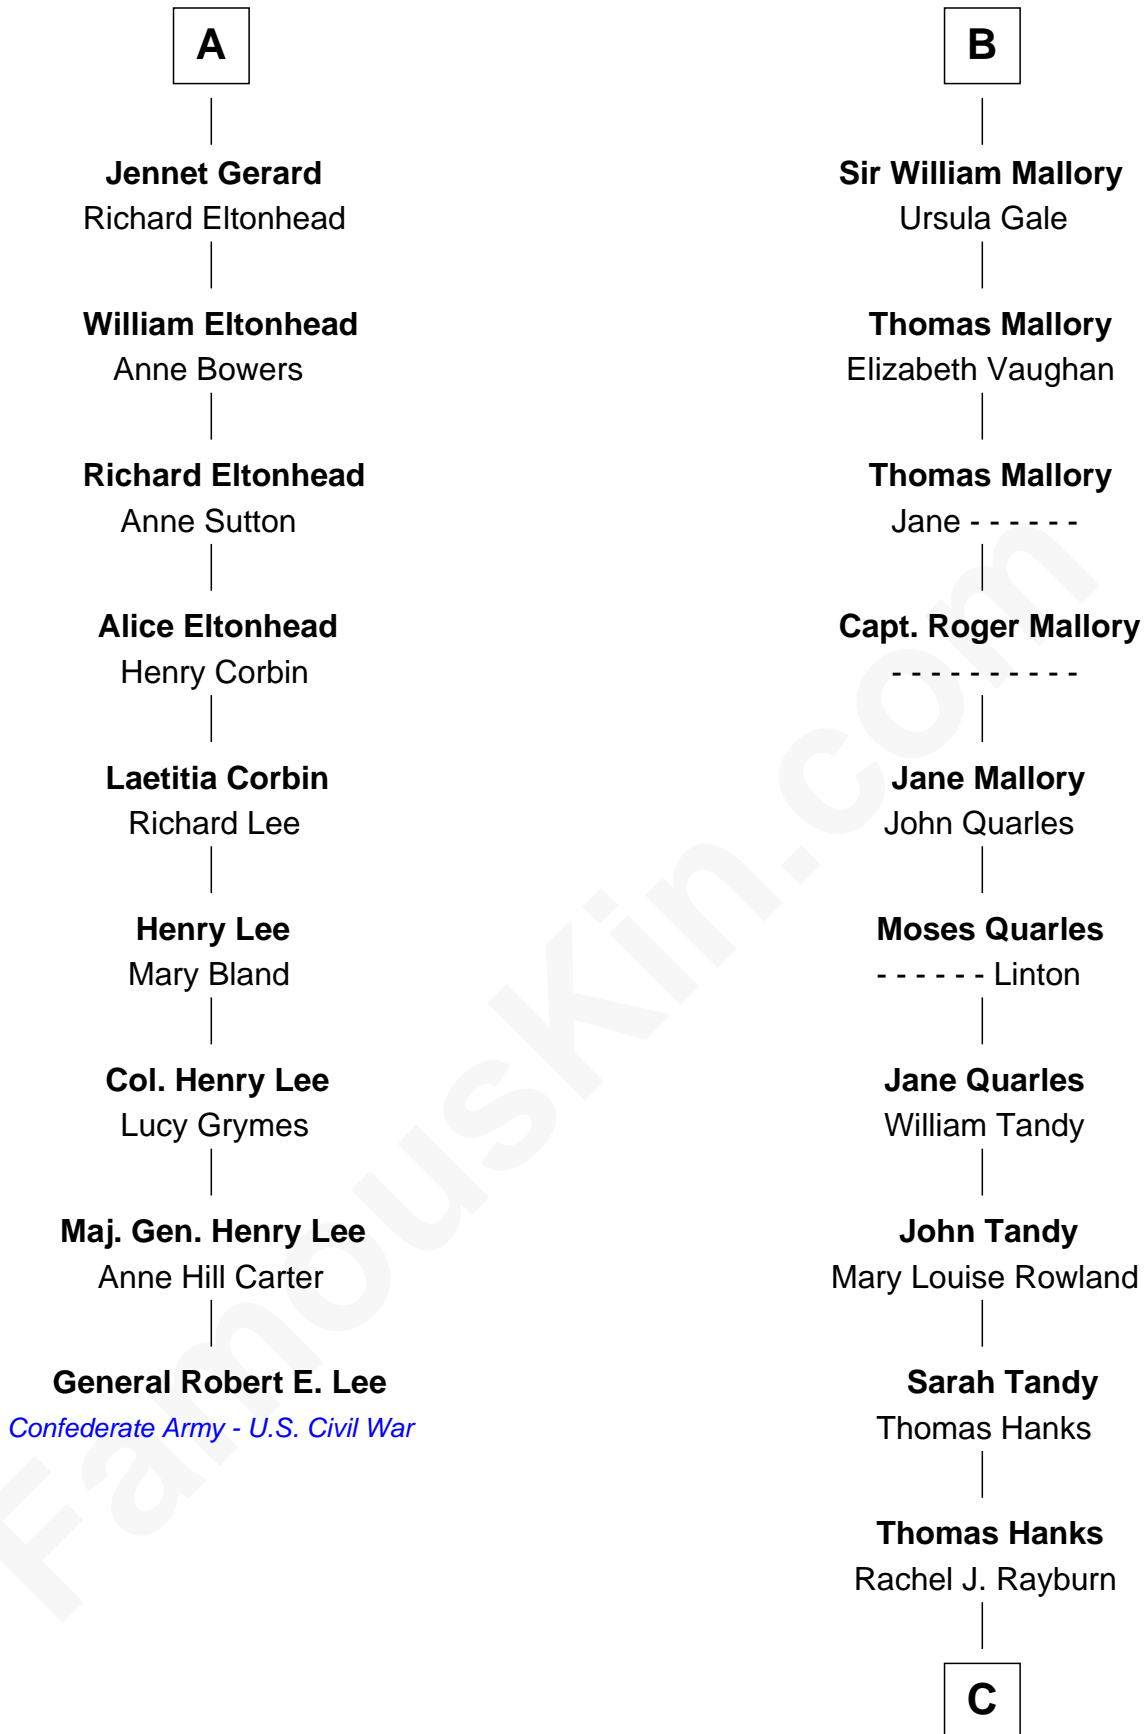 A
Jennet Gerard
Richard Eltonhead
William Eltonhead
Anne Bowers
Richard Eltonhead
Anne Sutton
Alice Eltonhead
Henry Corbin
Laetitia Corbin
Richard Lee
Henry Lee
Mary Bland
Col. Henry Lee
Lucy Grymes
Maj. Gen. Henry Lee
Anne Hill Carter
General Robert E. Lee
Confederate Army - U.S. Civil War
B
Sir William Mallory
Ursula Gale
Thomas Mallory
Elizabeth Vaughan
Thomas Mallory
Jane - - - - - -
Capt. Roger Mallory
- - - - - - - - - -
Jane Mallory
John Quarles
Moses Quarles
- - - - - - Linton
Jane Quarles
William Tandy
John Tandy
Mary Louise Rowland
Sarah Tandy
Thomas Hanks
Thomas Hanks
Rachel J. Rayburn
C
FamousKin.com